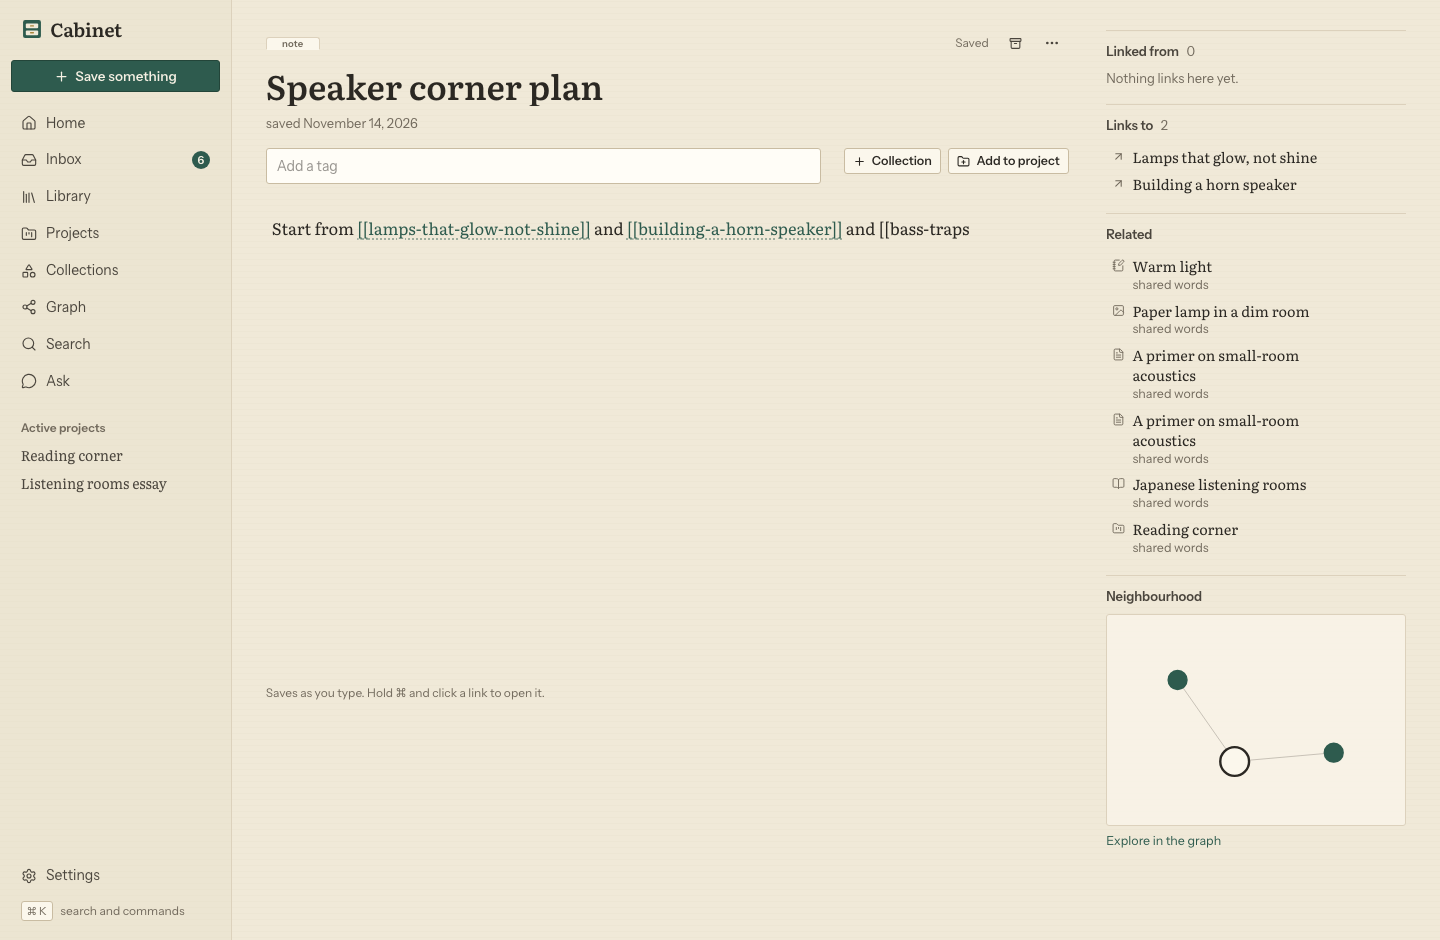 Cabinet
Save something
Home
Inbox 6
Library
Projects
Collections
Graph
Search
Ask
Active projects
Reading corner
Listening rooms essay
Settings
⌘ K search and commands
note
Saved
Speaker corner plan
saved November 14, 2026
Add a tag
Collection
Add to project
Start from [[lamps-that-glow-not-shine]] and [[building-a-horn-speaker]] and [[bass-traps
Saves as you type. Hold ⌘ and click a link to open it.
Linked from 0
Nothing links here yet.
Links to 2
Lamps that glow, not shine
Building a horn speaker
Related
Warm light
shared words
Paper lamp in a dim room
shared words
A primer on small-room
acoustics
shared words
A primer on small-room
acoustics
shared words
Japanese listening rooms
shared words
Reading corner
shared words
Neighbourhood
Explore in the graph